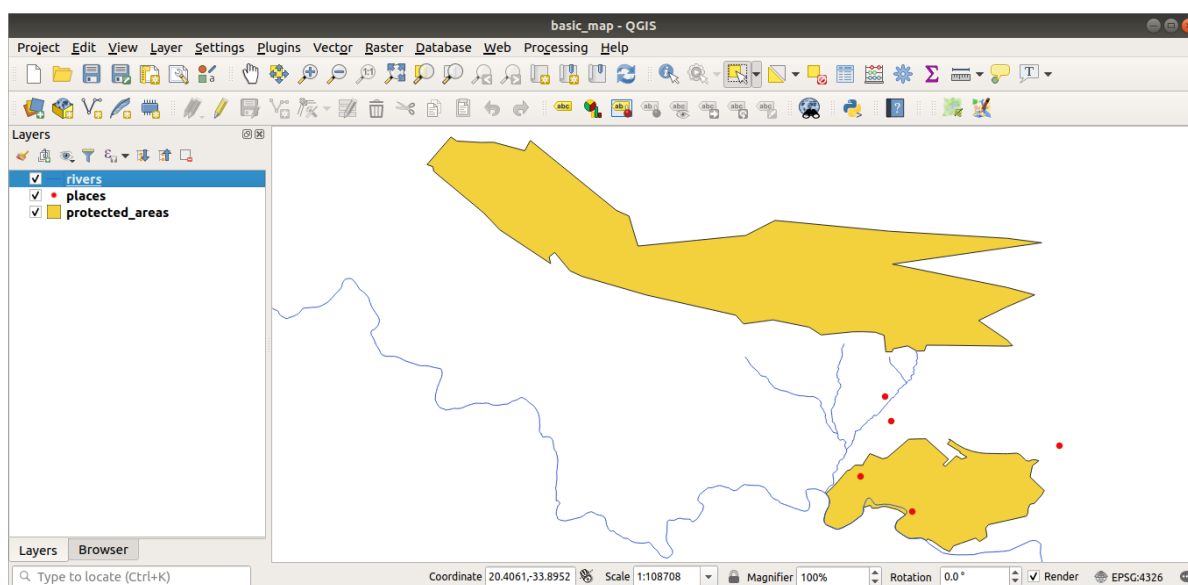 basic_map - QGIS
Project Edit View Layer Settings Plugins Vector Raster Database Web Processing Help
Layers
rivers
places
protected_areas
Layers Browser
Type to locate (Ctrl+K) Coordinate 20.4061,-33.8952 Scale 1:108708 Magnifier 100% Rotation 0.0 ° Render EPSG:4326